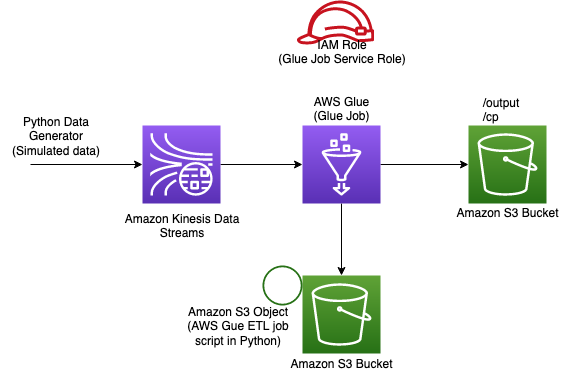 IAM Role
(Glue Job Service Role)
Python Data
Generator
(Simulated data)
AWS Glue
(Glue Job)
/output
/cp
Amazon Kinesis Data
Streams
Amazon S3 Bucket
Amazon S3 Object
(AWS Gue ETL job
script in Python)
Amazon S3 Bucket